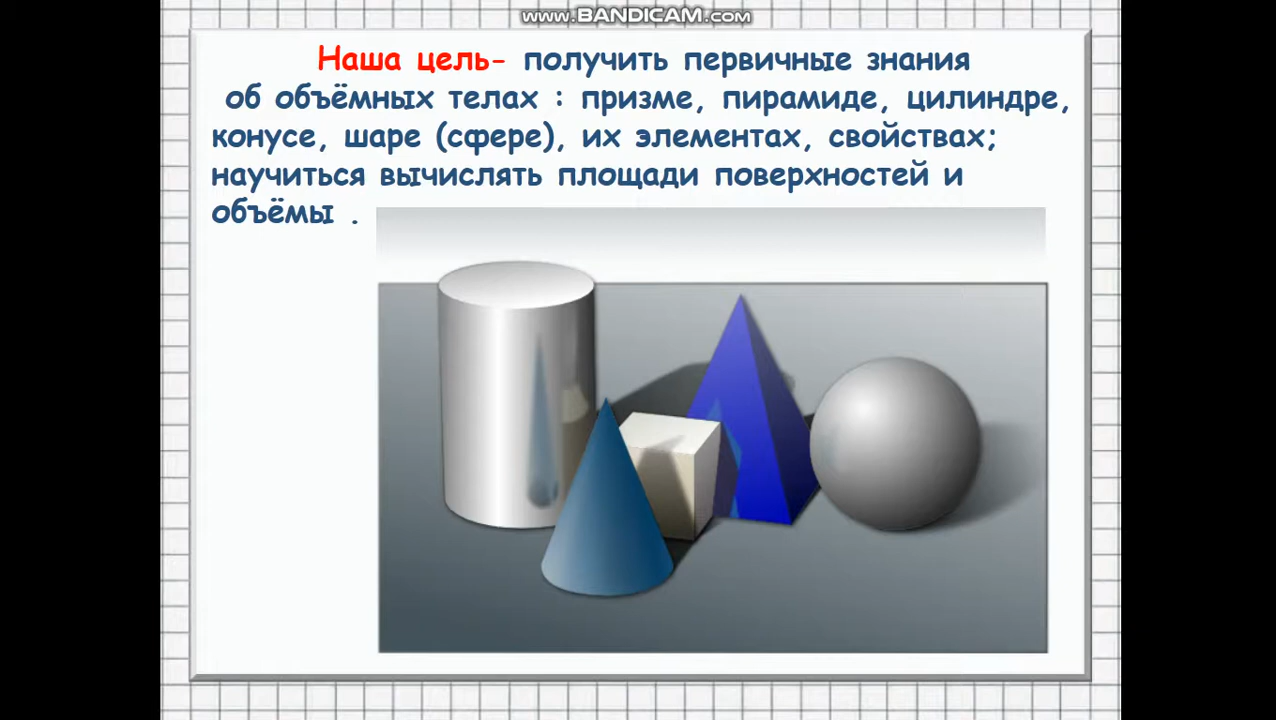 www.BANDICAM.com
Наша цель- получить первичные знания
об объёмных телах : призме, пирамиде, цилиндре,
конусе, шаре (сфере), их элементах, свойствах;
научиться вычислять площади поверхностей и
объёмы .